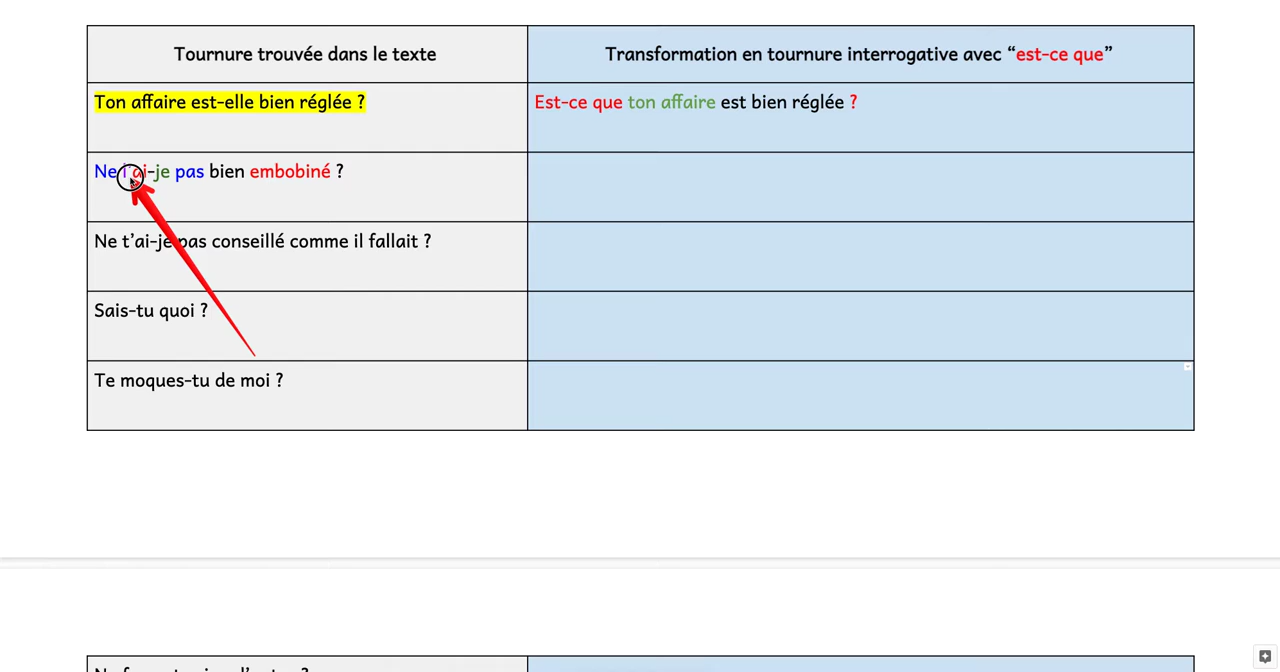 Tournure trouvée dans le texte
Transformation en tournure interrogative avec “est-ce que”
Ton affaire est-elle bien réglée ?
Est-ce que ton affaire est bien réglée ?
Ne l’ai-je pas bien embobiné ?
Ne t’ai-je pas conseillé comme il fallait ?
Sais-tu quoi ?
Te moques-tu de moi ?